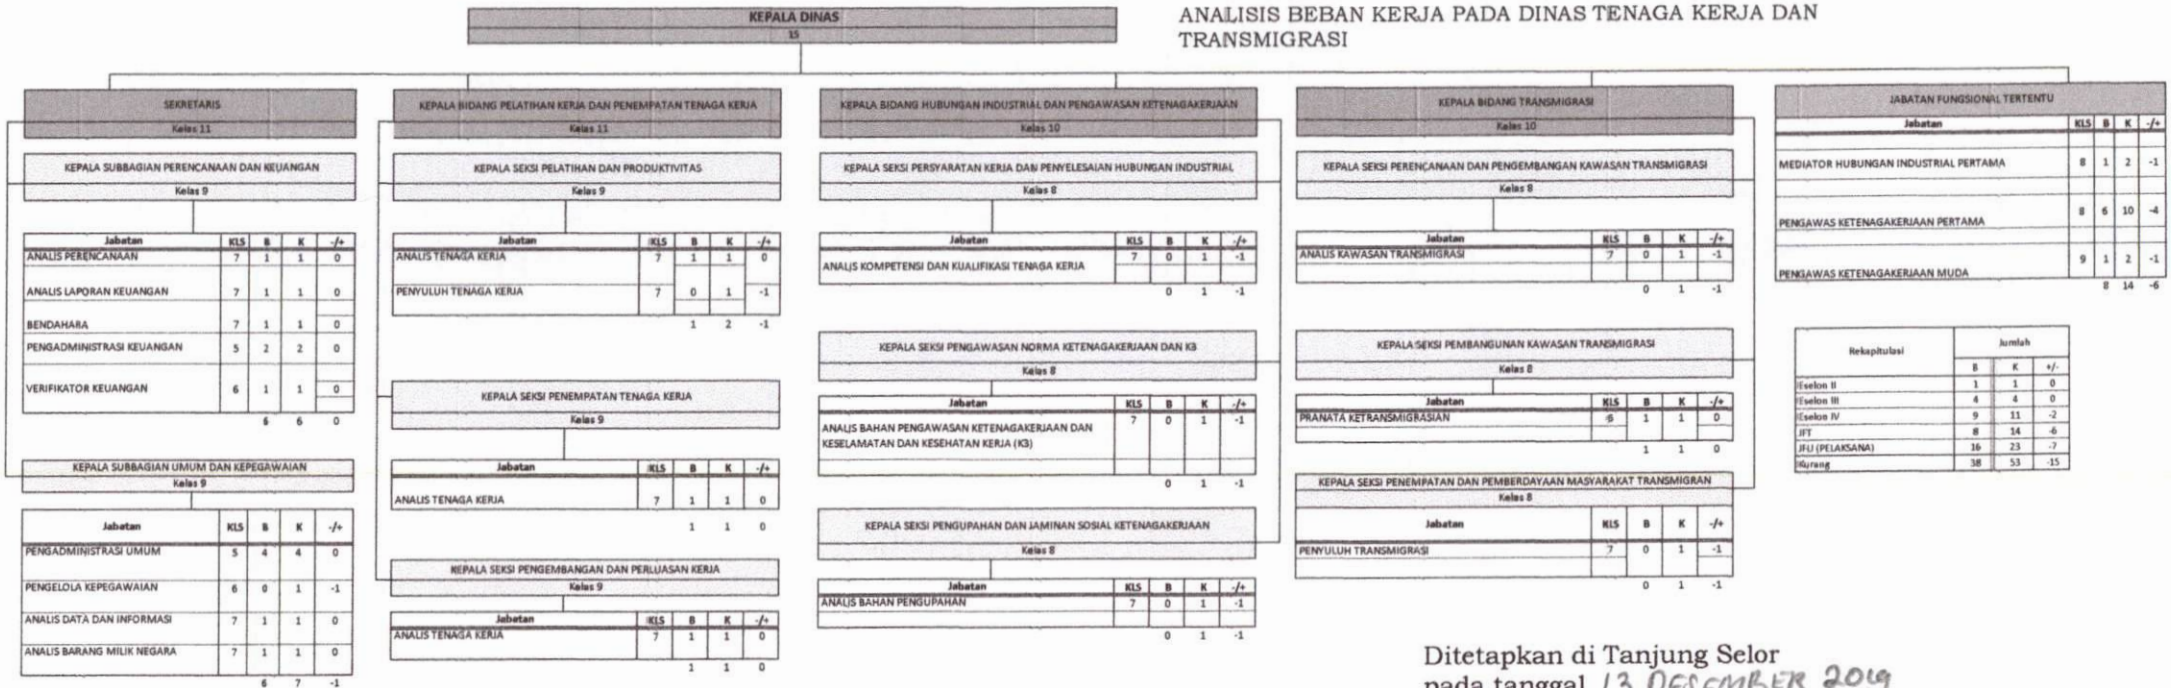 ANALISIS BEBAN KERJA PADA DINAS TENAGA KERJA DAN
TRANSMIGRASI
KEPALA DINAS
15
SEKRETARIS
Kelas 11
KEPALA SUBBAGIAN PERENCANAAN DAN KEUANGAN
Kelas 9
Jabatan KLS B K -/+
ANALIS PERENCANAAN 7 1 1 0
ANALIS LAPORAN KEUANGAN 7 1 1 0
BENDAHARA 7 1 1 0
PENGADMINISTRASI KEUANGAN 5 2 2 0
VERIFIKATOR KEUANGAN 6 1 1 0
6 6 0
KEPALA SUBBAGIAN UMUM DAN KEPEGAWAIAN
Kelas 9
Jabatan KLS B K -/+
PENGADMINISTRASI UMUM 5 4 4 0
PENGELOLA KEPEGAWAIAN 6 0 1 -1
ANALIS DATA DAN INFORMASI 7 1 1 0
ANALIS BARANG MILIK NEGARA 7 1 1 0
6 7 -1
KEPALA BIDANG PELATIHAN KERJA DAN PENEMPATAN TENAGA KERJA
Kelas 11
KEPALA SEKSI PELATIHAN DAN PRODUKTIVITAS
Kelas 9
Jabatan KLS B K -/+
ANALIS TENAGA KERJA 7 1 1 0
PENYULUH TENAGA KERJA 7 0 1 -1
1 2 -1
KEPALA SEKSI PENEMPATAN TENAGA KERJA
Kelas 9
Jabatan KLS B K -/+
ANALIS TENAGA KERJA 7 1 1 0
1 1 0
KEPALA SEKSI PENGEMBANGAN DAN PERLUASAN KERJA
Kelas 9
Jabatan KLS B K -/+
ANALIS TENAGA KERJA 7 1 1 0
1 1 0
KEPALA BIDANG HUBUNGAN INDUSTRIAL DAN PENGAWASAN KETENAGAKERJAAN
Kelas 10
KEPALA SEKSI PERSYARATAN KERJA DAN PENYELESAIAN HUBUNGAN INDUSTRIAL
Kelas 8
Jabatan KLS B K -/+
ANALIS KOMPETENSI DAN KUALIFIKASI TENAGA KERJA 7 0 1 -1
0 1 -1
KEPALA SEKSI PENGAWASAN NORMA KETENAGAKERJAAN DAN K3
Kelas 8
Jabatan KLS B K -/+
ANALIS BAHAN PENGAWASAN KETENAGAKERJAAN DAN 7 0 1 -1
KESELAMATAN DAN KESEHATAN KERJA (K3)
0 1 -1
KEPALA SEKSI PENGUPAHAN DAN JAMINAN SOSIAL KETENAGAKERJAAN
Kelas 8
Jabatan KLS B K -/+
ANALIS BAHAN PENGUPAHAN 7 0 1 -1
0 1 -1
KEPALA BIDANG TRANSMIGRASI
Kelas 10
KEPALA SEKSI PERENCANAAN DAN PENGEMBANGAN KAWASAN TRANSMIGRASI
Kelas 8
Jabatan KLS B K -/+
ANALIS KAWASAN TRANSMIGRASI 7 0 1 -1
0 1 -1
KEPALA SEKSI PEMBANGUNAN KAWASAN TRANSMIGRASI
Kelas 8
Jabatan KLS B K -/+
PRANATA KETRANSMIGRASIAN 6 1 1 0
1 1 0
KEPALA SEKSI PENEMPATAN DAN PEMBERDAYAAN MASYARAKAT TRANSMIGRAN
Kelas 8
Jabatan KLS B K -/+
PENYULUH TRANSMIGRASI 7 0 1 -1
0 1 -1
JABATAN FUNGSIONAL TERTENTU
Jabatan KLS B K -/+
MEDIATOR HUBUNGAN INDUSTRIAL PERTAMA 8 1 2 -1
PENGAWAS KETENAGAKERJAAN PERTAMA 8 6 10 -4
PENGAWAS KETENAGAKERJAAN MUDA 9 1 2 -1
8 14 -6
Rekapitulasi Jumlah
B K +/-
Eselon II 1 1 0
Eselon III 4 4 0
Eselon IV 9 11 -2
JFT 8 14 -6
JFU (PELAKSANA) 16 23 -7
Kurang 38 53 -15
Ditetapkan di Tanjung Selor
pada tanggal 13 DESEMBER 2019